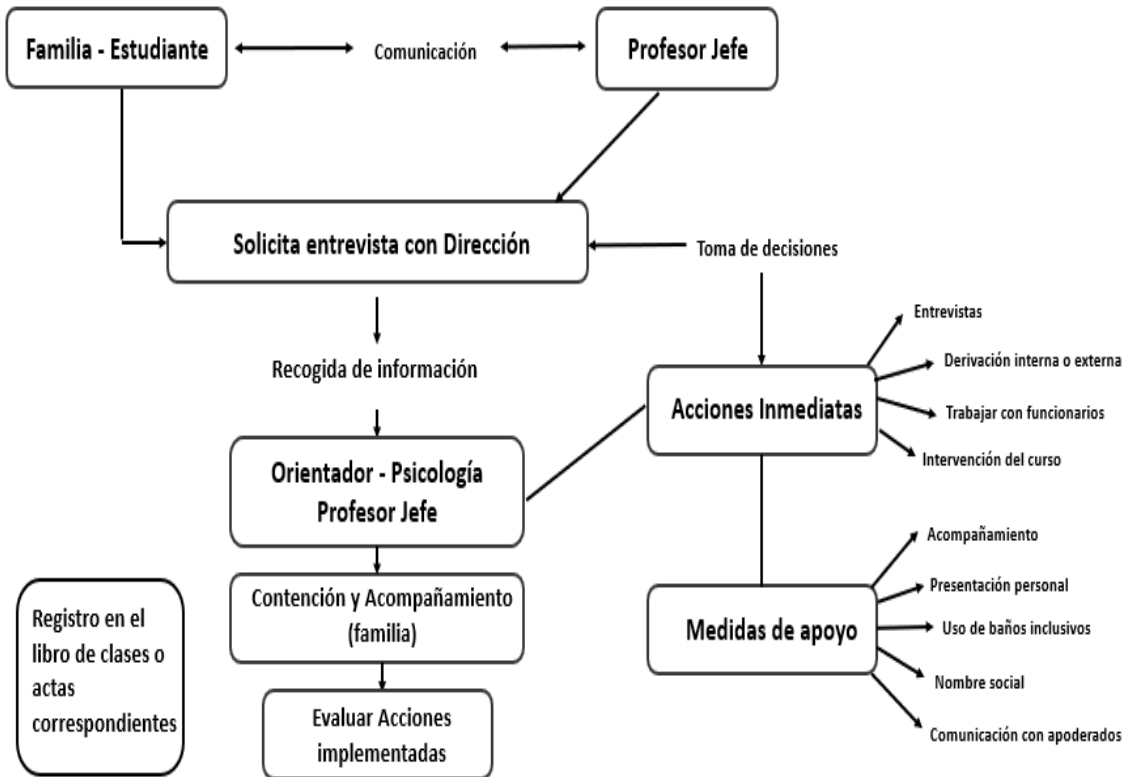 Familia - Estudiante
Comunicación
Profesor Jefe
Solicita entrevista con Dirección
Toma de decisiones
Recogida de información
Entrevistas
Derivación interna o externa
Acciones Inmediatas
Trabajar con funcionarios
Intervención del curso
Orientador - Psicología
Profesor Jefe
Contención y Acompañamiento
(familia)
Evaluar Acciones
implementadas
Acompañamiento
Presentación personal
Medidas de apoyo
Uso de baños inclusivos
Nombre social
Comunicación con apoderados
Registro en el
libro de clases o
actas
correspondientes